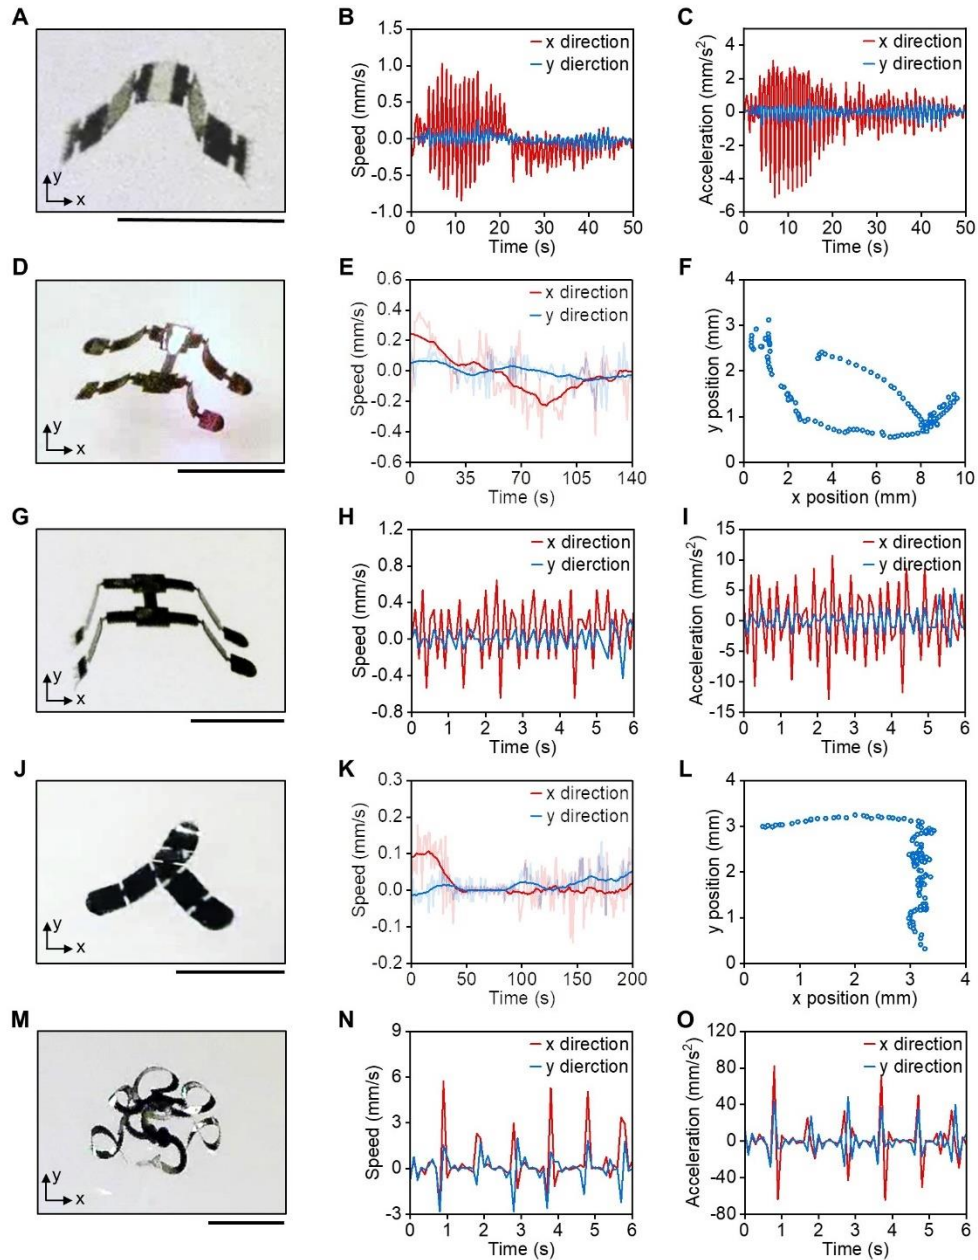 A
y
x
B
Speed (mm/s)
1.5
1.0
0.5
0.0
-0.5
-1.0
x direction
y dierction
0 10 20 30 40 50
Time (s)
C
Acceleration (mm/s²)
4
2
0
-2
-4
-6
x direction
y direction
0 10 20 30 40 50
Time (s)
D
y
x
E
Speed (mm/s)
0.6
0.4
0.2
0.0
-0.2
-0.4
-0.6
x direction
y direction
0 35 70 105 140
Time (s)
F
y position (mm)
4
3
2
1
0
0 2 4 6 8 10
x position (mm)
G
y
x
H
Speed (mm/s)
1.2
0.8
0.4
0.0
-0.4
-0.8
x direction
y dierction
0 1 2 3 4 5 6
Time (s)
I
Acceleration (mm/s²)
15
10
5
0
-5
-10
-15
x direction
y direction
0 1 2 3 4 5 6
Time (s)
J
y
x
K
Speed (mm/s)
0.3
0.2
0.1
0.0
-0.1
-0.2
x direction
y direction
0 50 100 150 200
Time (s)
L
y position (mm)
4
3
2
1
0
0 1 2 3 4
x position (mm)
M
y
x
N
Speed (mm/s)
9
6
3
0
-3
x direction
y dierction
0 1 2 3 4 5 6
Time (s)
O
Acceleration (mm/s²)
120
80
40
0
-40
-80
x direction
y direction
0 1 2 3 4 5 6
Time (s)